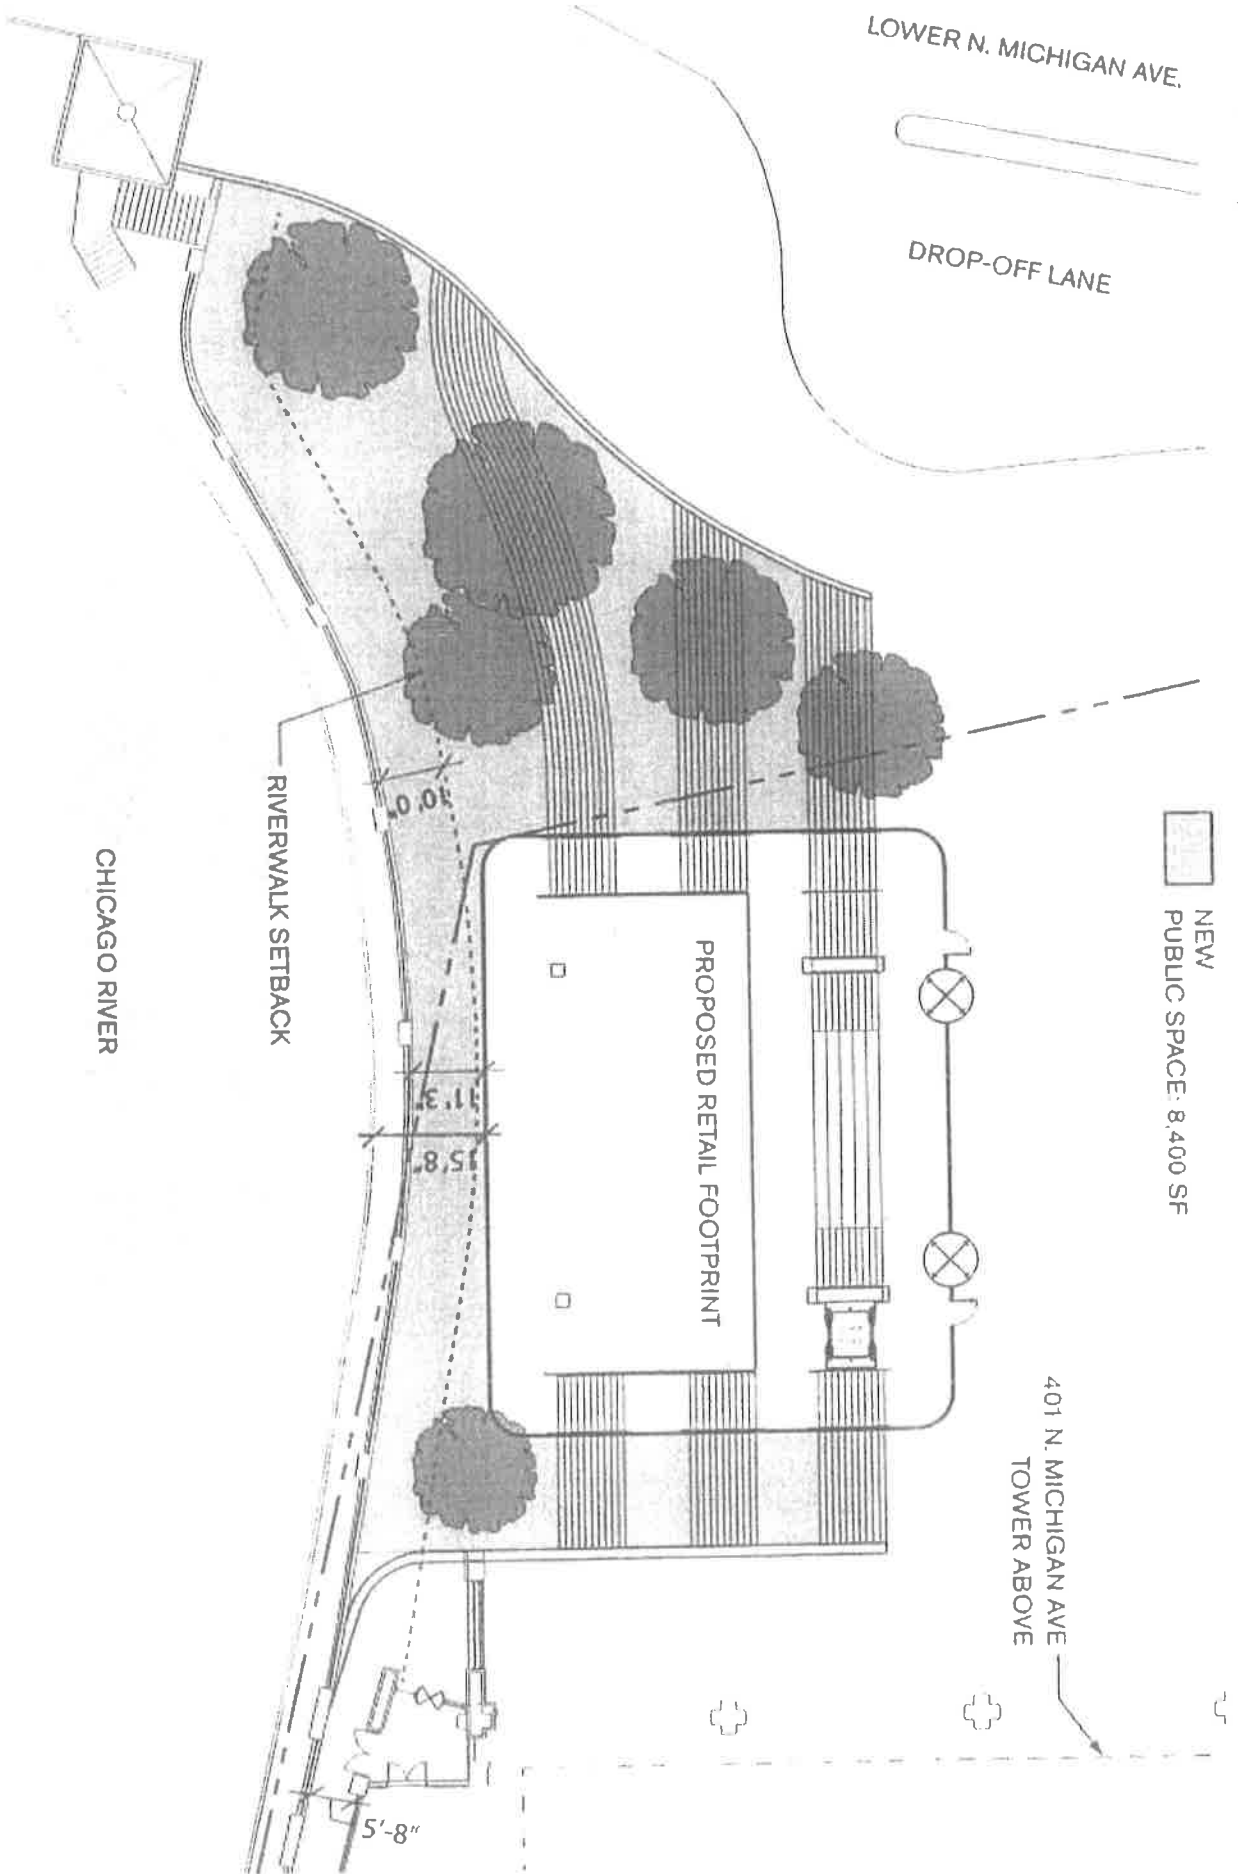 LOWER N. MICHIGAN AVE.
DROP-OFF LANE
NEW
PUBLIC SPACE: 8,400 SF
401 N. MICHIGAN AVE
TOWER ABOVE
PROPOSED RETAIL FOOTPRINT
10'.0"
11'.3"
15'.8"
RIVERWALK SETBACK
CHICAGO RIVER
5'-8"